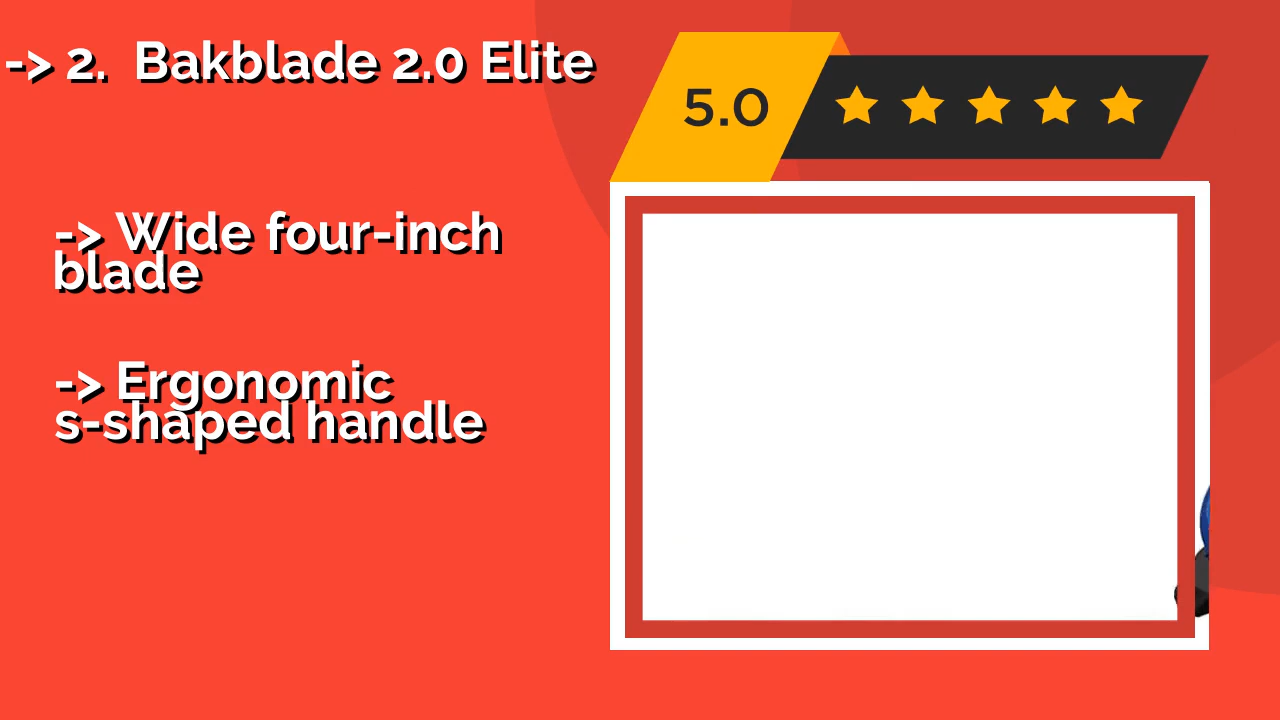 -> 2.  Bakblade 2.0 Elite
5.0
-> Wide four-inch
blade
-> Ergonomic
s-shaped handle